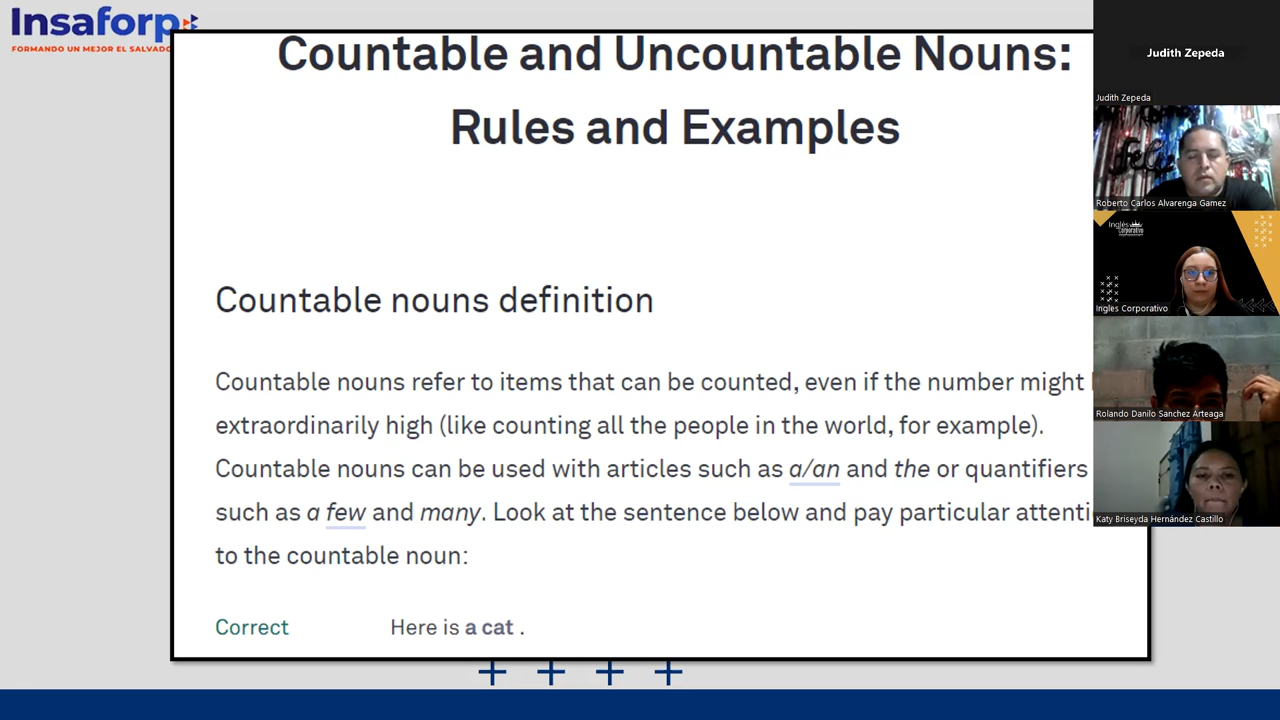 Insaforp
FORMANDO UN MEJOR EL SALVADO
Countable and Uncountable Nouns:
Rules and Examples
Countable nouns definition
Countable nouns refer to items that can be counted, even if the number might
extraordinarily high (like counting all the people in the world, for example).
Countable nouns can be used with articles such as a/an and the or quantifiers
such as a few and many. Look at the sentence below and pay particular attenti
to the countable noun:
Correct Here is a cat .
Judith Zepeda
Judith Zepeda
Feliz
Roberto Carlos Alvarenga Gamez
Inglés
Corporativo
Ingles Corporativo
Rolando Danilo Sanchez Arteaga
Katy Briseyda Hernández Castillo